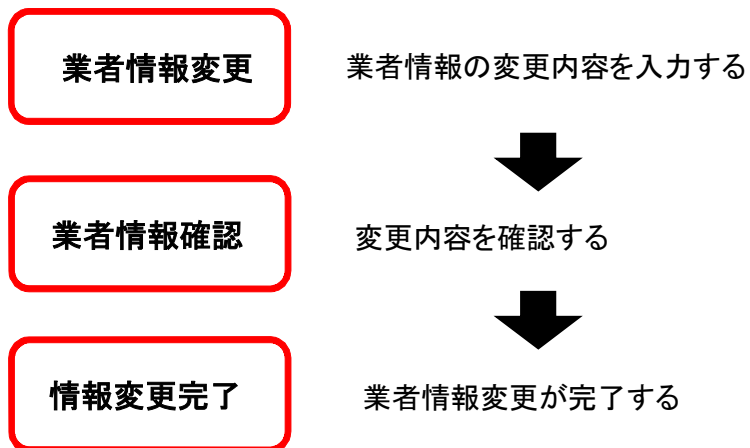 業者情報変更
業者情報の変更内容を入力する
業者情報確認
変更内容を確認する
情報変更完了
業者情報変更が完了する